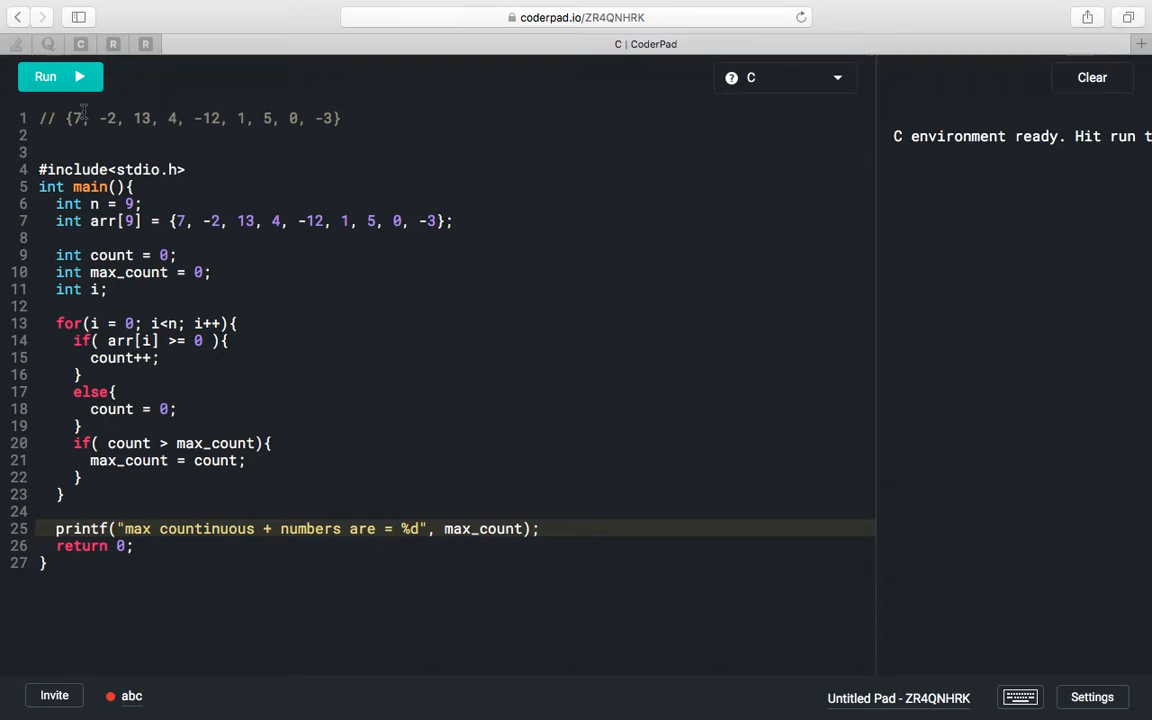 coderpad.io/ZR4QNHRK
C R R C | CoderPad
Run C Clear
1 // {7, -2, 13, 4, -12, 1, 5, 0, -3}
2
3
4 #include<stdio.h>
5 int main(){
6 int n = 9;
7 int arr[9] = {7, -2, 13, 4, -12, 1, 5, 0, -3};
8
9 int count = 0;
10 int max_count = 0;
11 int i;
12
13 for(i = 0; i<n; i++){
14 if( arr[i] >= 0 ){
15 count++;
16 }
17 else{
18 count = 0;
19 }
20 if( count > max_count){
21 max_count = count;
22 }
23 }
24
25 printf("max countinuous + numbers are = %d", max_count);
26 return 0;
27 }
C environment ready. Hit run t
Invite abc Untitled Pad - ZR4QNHRK Settings